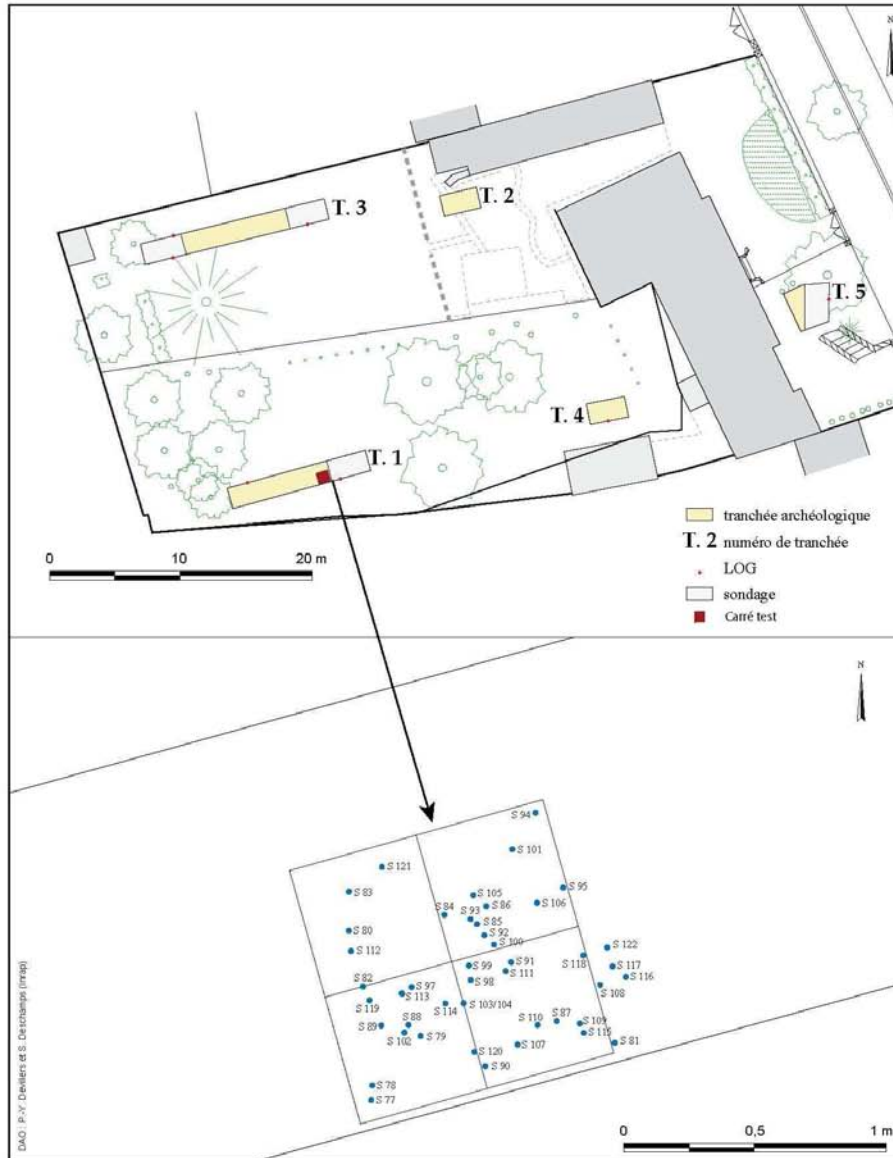 N
T. 3
T. 2
T. 5
T. 4
T. 1
0 10 20 m
tranchée archéologique
T. 2 numéro de tranchée
LOG
sondage
Carré test
N
S 94
S 101
S 121
S 83
S 95
S 105
S 106
S 86
S 84
S 93
S 85
S 80
S 92
S 100
S 112
S 122
S 118
S 91
S 99
S 117
S 111
S 116
S 98
S 82
S 97
S 108
S 113
S 119
S 114
S 103/104
S 88
S 110
S 87
S 109
S 89
S 102
S 79
S 115
S 107
S 81
S 120
S 90
S 78
S 77
0 0,5 1 m
DAO : P.-Y. Devillers et S. Deschamps (Inrap)